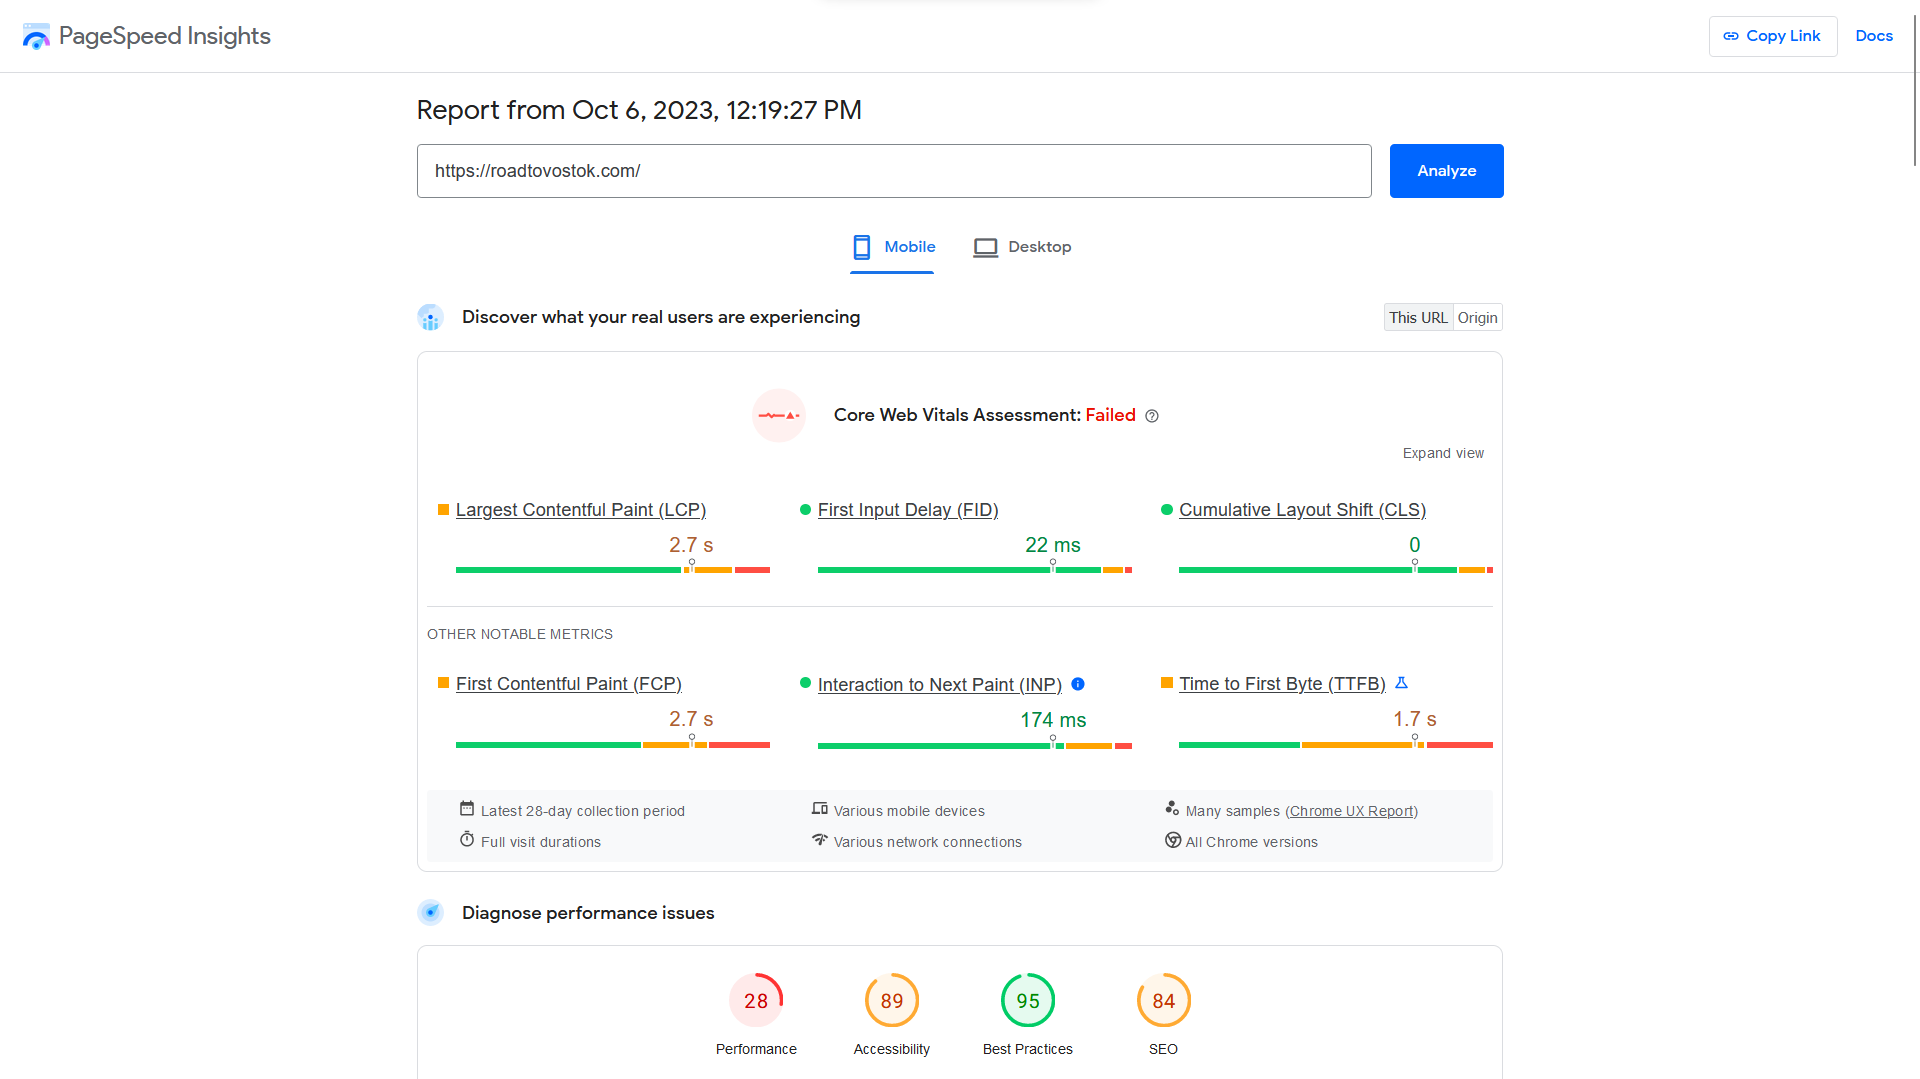 PageSpeed Insights
Copy Link
Docs
Report from Oct 6, 2023, 12:19:27 PM
https://roadtovostok.com/
Analyze
Mobile
Desktop
Discover what your real users are experiencing
This URL
Origin
Core Web Vitals Assessment: Failed
Expand view
Largest Contentful Paint (LCP)
2.7 s
First Input Delay (FID)
22 ms
Cumulative Layout Shift (CLS)
0
OTHER NOTABLE METRICS
First Contentful Paint (FCP)
2.7 s
Interaction to Next Paint (INP)
174 ms
Time to First Byte (TTFB)
1.7 s
Latest 28-day collection period
Various mobile devices
Many samples (Chrome UX Report)
Full visit durations
Various network connections
All Chrome versions
Diagnose performance issues
28
Performance
89
Accessibility
95
Best Practices
84
SEO